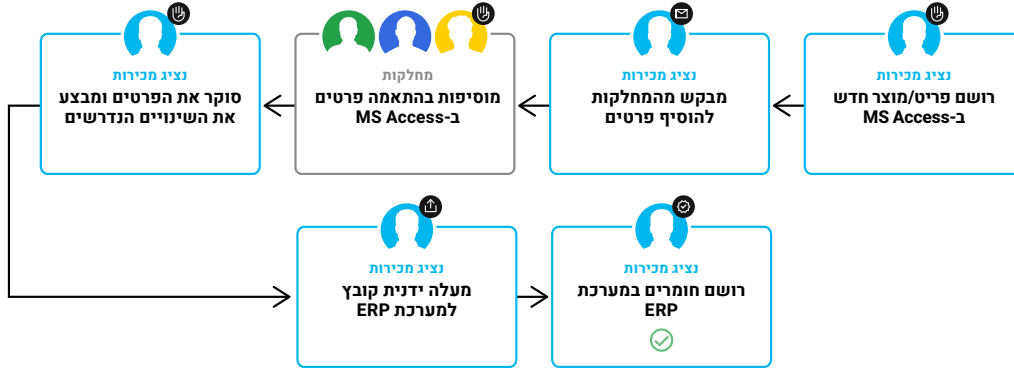 נציג מכירות
רושם פריט/מוצר חדש
ב-MS Access
נציג מכירות
מבקש מהמחלקות
להוסיף פרטים
מחלקות
מוסיפות בהתאמה פרטים
ב-MS Access
נציג מכירות
סוקר את הפרטים ומבצע
את השינויים הנדרשים
נציג מכירות
מעלה ידנית קובץ
למערכת ERP
נציג מכירות
רושם חומרים במערכת
ERP